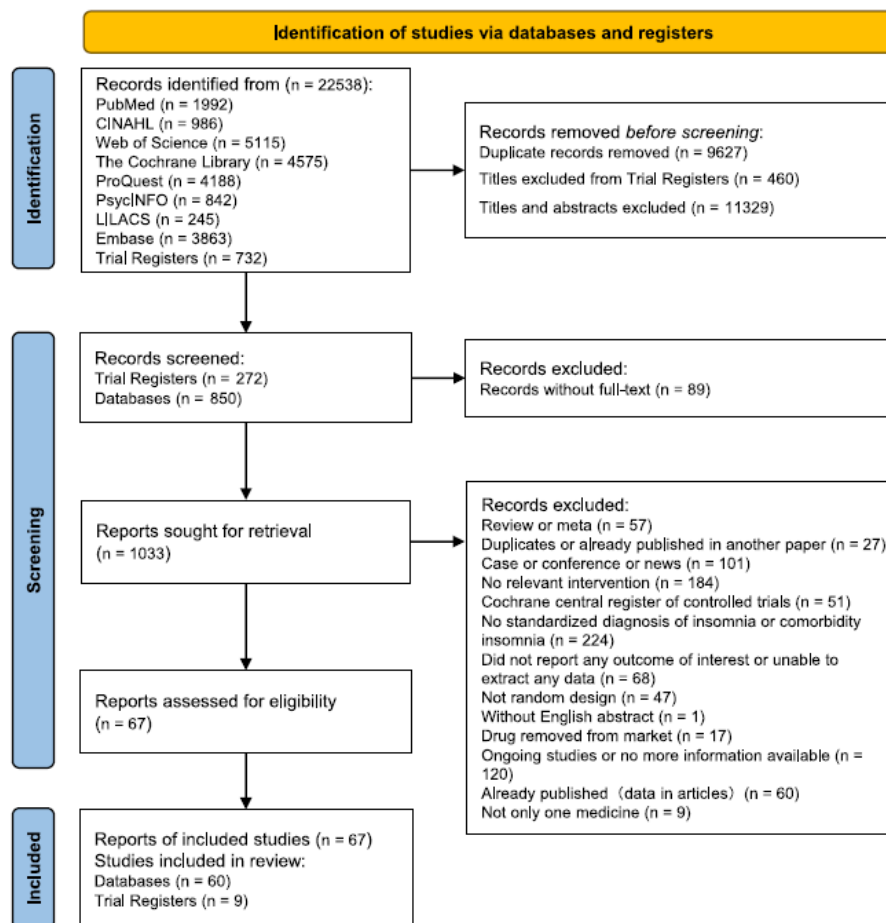 Identification of studies via databases and registers
Identification
Records identified from (n = 22538):
PubMed (n = 1992)
CINAHL (n = 986)
Web of Science (n = 5115)
The Cochrane Library (n = 4575)
ProQuest (n = 4188)
PsycINFO (n = 842)
LILACS (n = 245)
Embase (n = 3863)
Trial Registers (n = 732)
Records removed before screening:
Duplicate records removed (n = 9627)
Titles excluded from Trial Registers (n = 460)
Titles and abstracts excluded (n = 11329)
Screening
Records screened:
Trial Registers (n = 272)
Databases (n = 850)
Records excluded:
Records without full-text (n = 89)
Reports sought for retrieval
(n = 1033)
Records excluded:
Review or meta (n = 57)
Duplicates or already published in another paper (n = 27)
Case or conference or news (n = 101)
No relevant intervention (n = 184)
Cochrane central register of controlled trials (n = 51)
No standardized diagnosis of insomnia or comorbidity
insomnia (n = 224)
Did not report any outcome of interest or unable to
extract any data (n = 68)
Not random design (n = 47)
Without English abstract (n = 1)
Drug removed from market (n = 17)
Ongoing studies or no more information available (n =
120)
Already published（data in articles）(n = 60)
Not only one medicine (n = 9)
Reports assessed for eligibility
(n = 67)
Included
Reports of included studies (n = 67)
Studies included in review:
Databases (n = 60)
Trial Registers (n = 9)